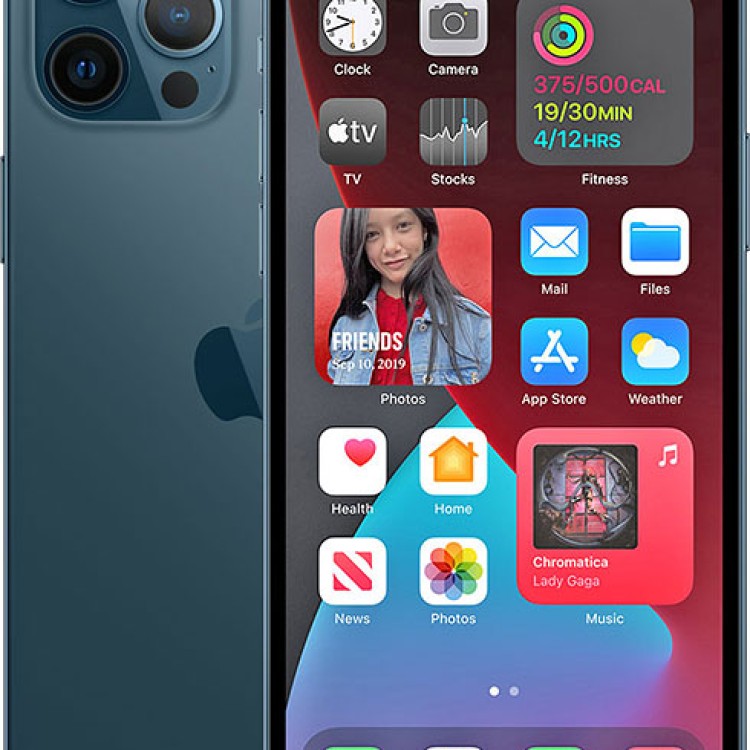 Clock
Camera
375/500CAL
19/30MIN
4/12HRS
tv
TV
Stocks
Fitness
FRIENDS
Sep 10, 2019
Photos
Mail
Files
App Store
Weather
Health
Home
Chromatica
Lady Gaga
News
Photos
Music